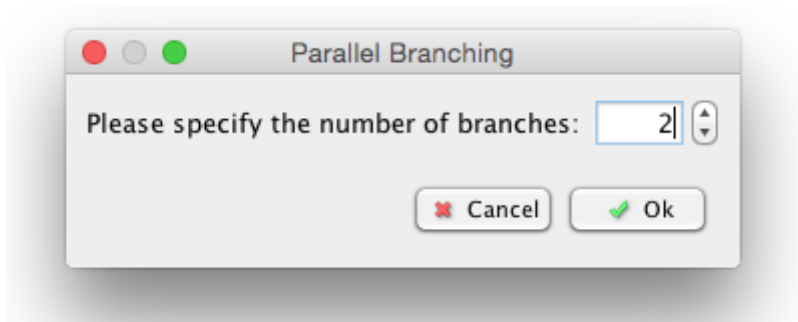 Parallel Branching
Please specify the number of branches: 2
Cancel Ok